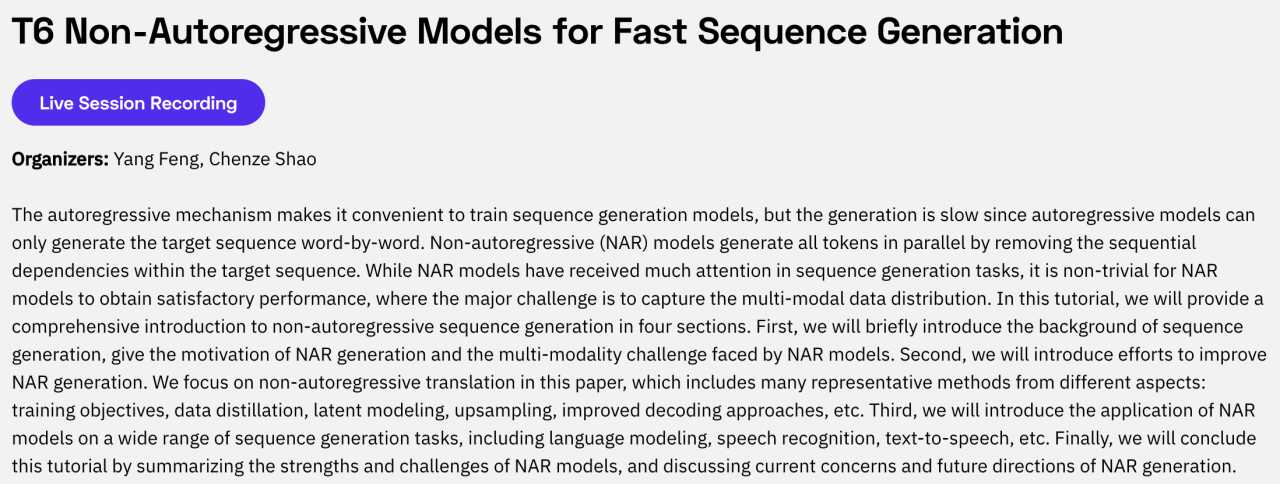 T6 Non-Autoregressive Models for Fast Sequence Generation
Live Session Recording
Organizers: Yang Feng, Chenze Shao
The autoregressive mechanism makes it convenient to train sequence generation models, but the generation is slow since autoregressive models can
only generate the target sequence word-by-word. Non-autoregressive (NAR) models generate all tokens in parallel by removing the sequential
dependencies within the target sequence. While NAR models have received much attention in sequence generation tasks, it is non-trivial for NAR
models to obtain satisfactory performance, where the major challenge is to capture the multi-modal data distribution. In this tutorial, we will provide a
comprehensive introduction to non-autoregressive sequence generation in four sections. First, we will briefly introduce the background of sequence
generation, give the motivation of NAR generation and the multi-modality challenge faced by NAR models. Second, we will introduce efforts to improve
NAR generation. We focus on non-autoregressive translation in this paper, which includes many representative methods from different aspects:
training objectives, data distillation, latent modeling, upsampling, improved decoding approaches, etc. Third, we will introduce the application of NAR
models on a wide range of sequence generation tasks, including language modeling, speech recognition, text-to-speech, etc. Finally, we will conclude
this tutorial by summarizing the strengths and challenges of NAR models, and discussing current concerns and future directions of NAR generation.